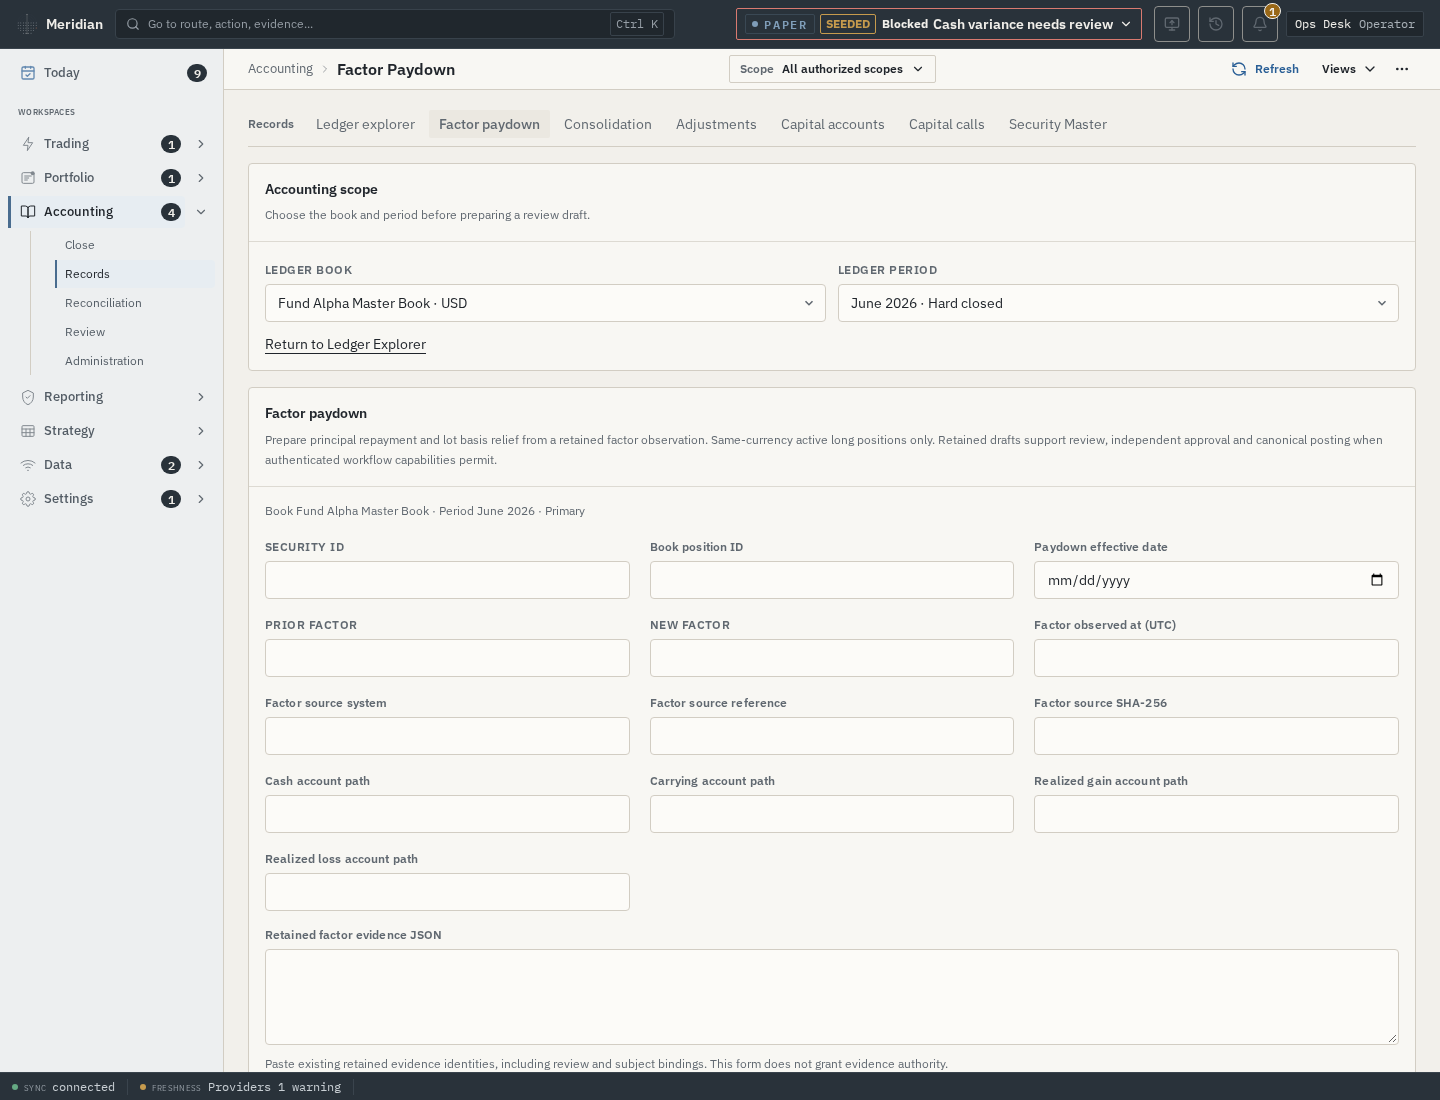 Meridian
Go to route, action, evidence...
Ctrl K
PAPER
SEEDED
Blocked Cash variance needs review
1
Ops Desk Operator
Today
9
WORKSPACES
Trading
1
Portfolio
1
Accounting
4
Close
Records
Reconciliation
Review
Administration
Reporting
Strategy
Data
2
Settings
1
Accounting
Factor Paydown
Scope All authorized scopes
Refresh
Views
Records
Ledger explorer
Factor paydown
Consolidation
Adjustments
Capital accounts
Capital calls
Security Master
Accounting scope
Choose the book and period before preparing a review draft.
LEDGER BOOK
LEDGER PERIOD
Fund Alpha Master Book · USD
June 2026 · Hard closed
Return to Ledger Explorer
Factor paydown
Prepare principal repayment and lot basis relief from a retained factor observation. Same-currency active long positions only. Retained drafts support review, independent approval and canonical posting when
authenticated workflow capabilities permit.
Book Fund Alpha Master Book · Period June 2026 · Primary
SECURITY ID
Book position ID
Paydown effective date
mm/dd/yyyy
PRIOR FACTOR
NEW FACTOR
Factor observed at (UTC)
Factor source system
Factor source reference
Factor source SHA-256
Cash account path
Carrying account path
Realized gain account path
Realized loss account path
Retained factor evidence JSON
Paste existing retained evidence identities, including review and subject bindings. This form does not grant evidence authority.
SYNC connected
FRESHNESS Providers 1 warning